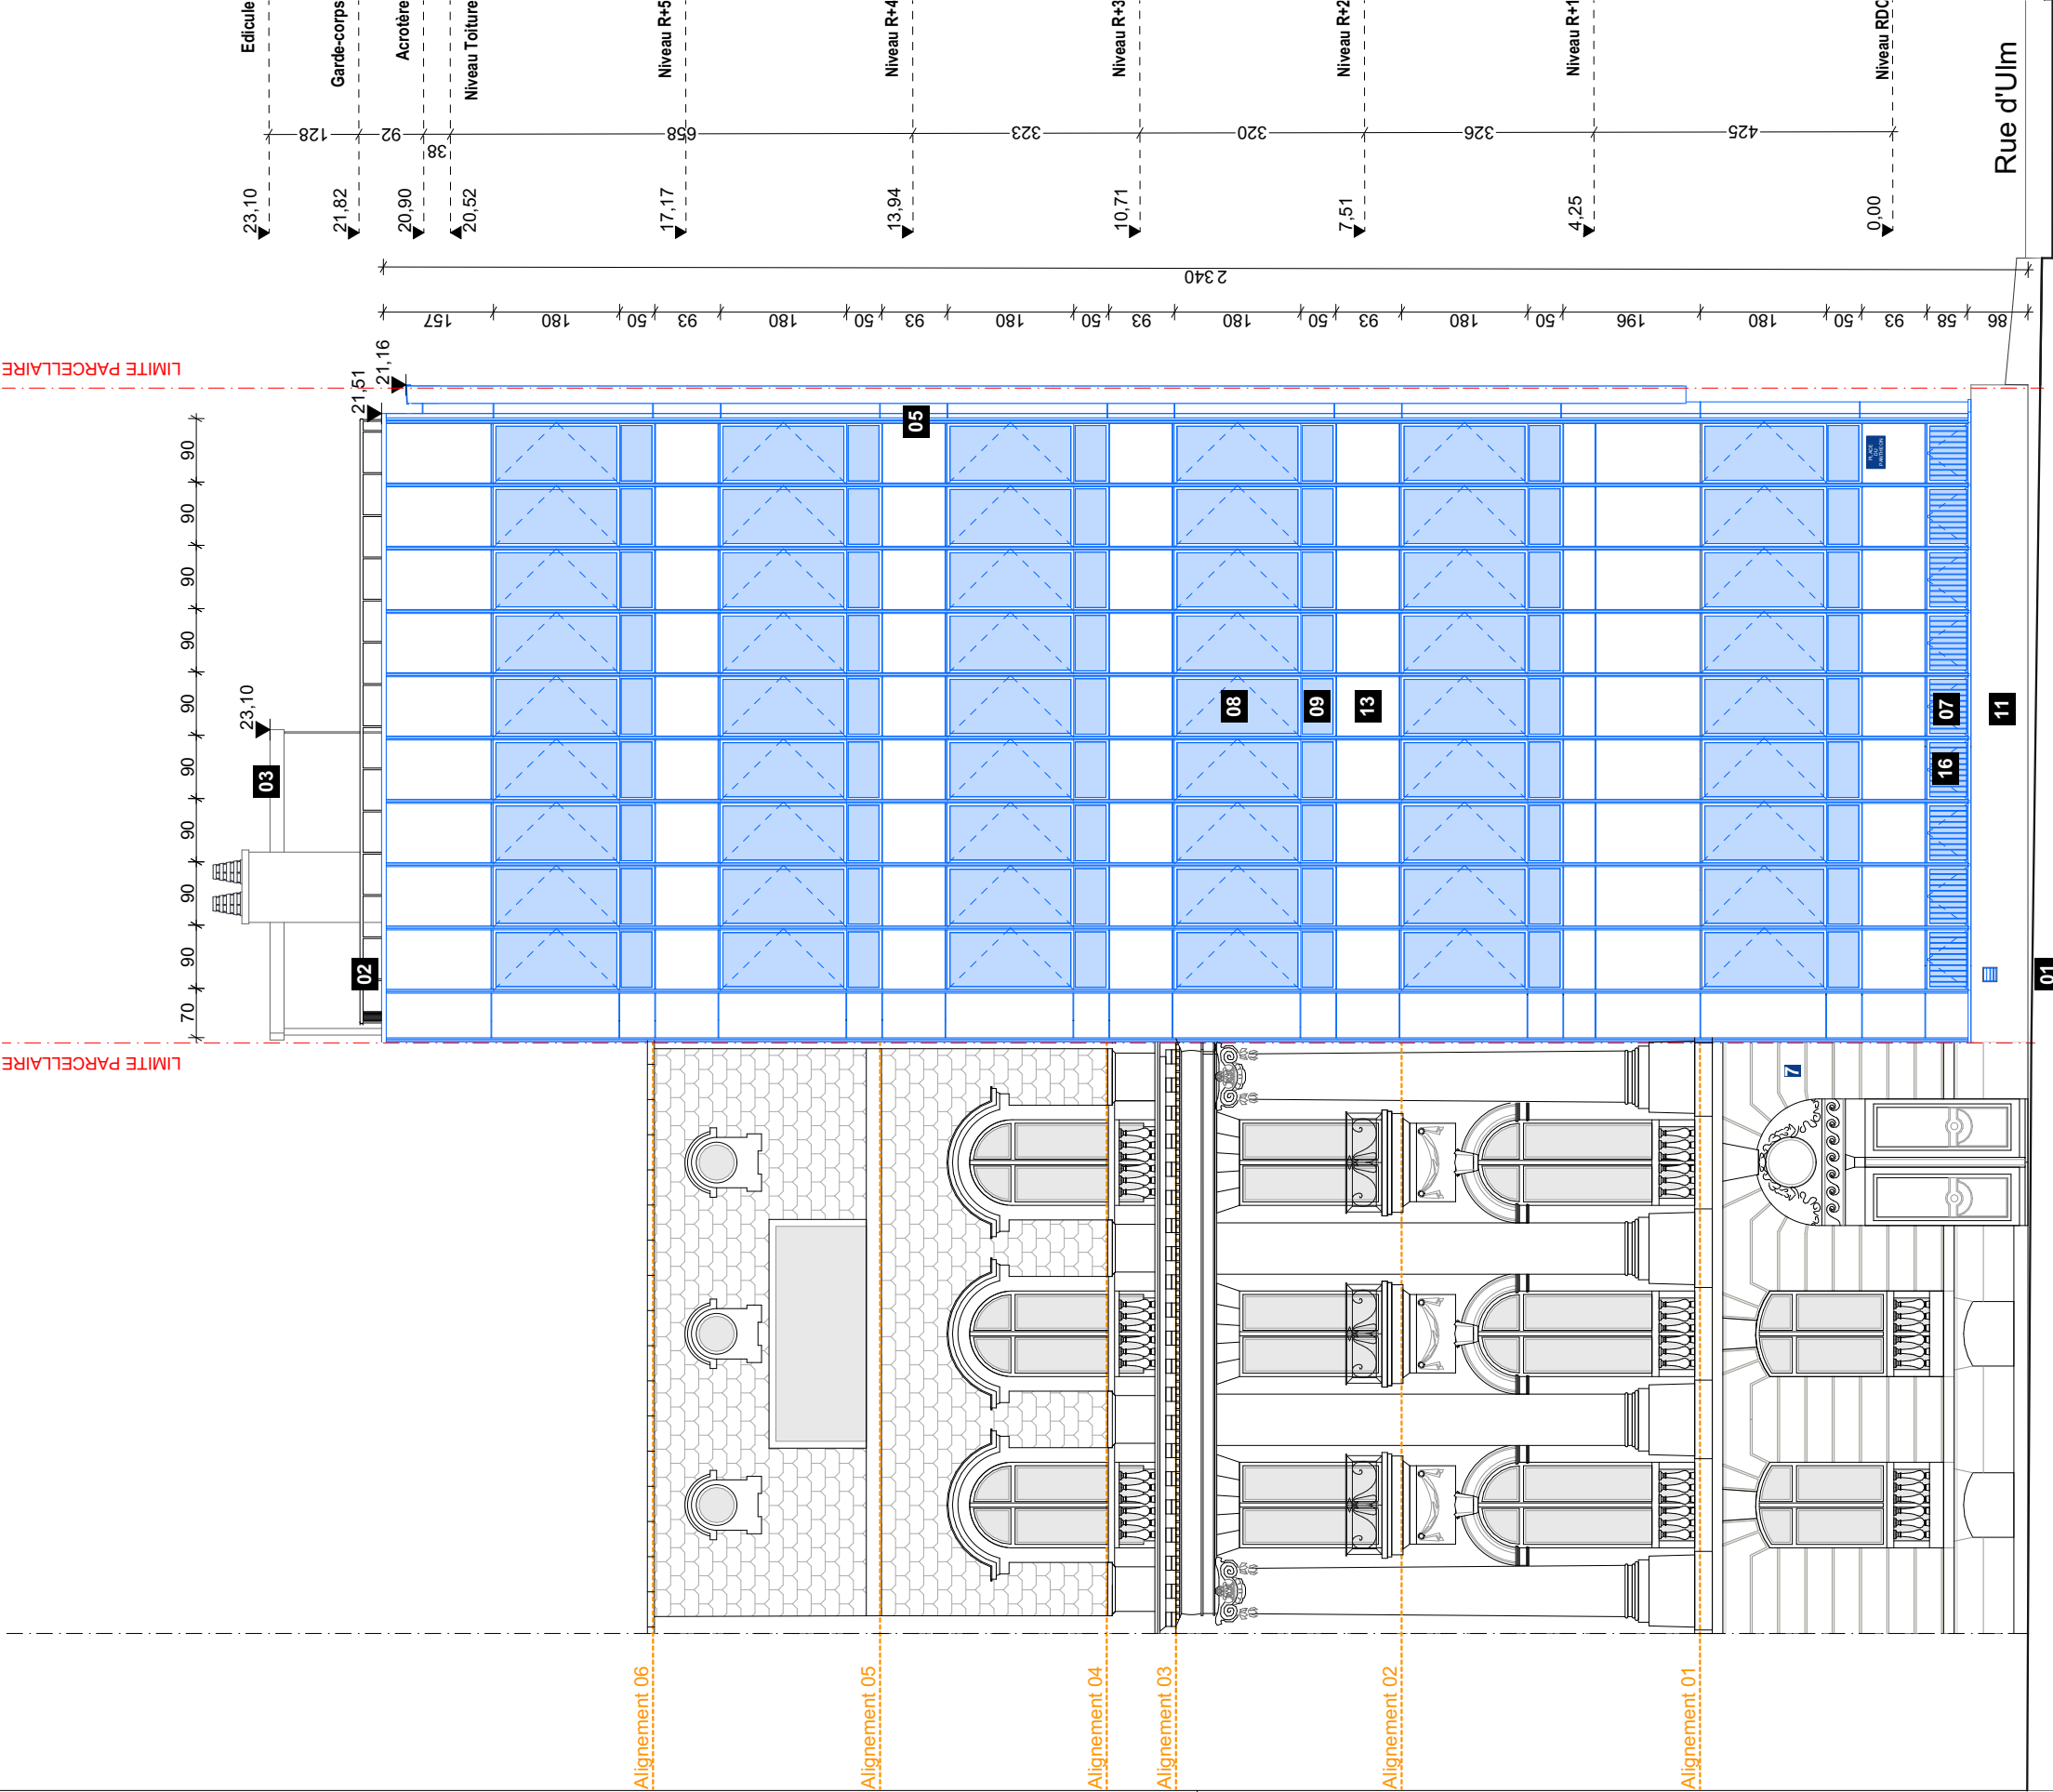 Edicule
Garde-corps
Acrotère
Niveau Toiture
Niveau R+5
Niveau R+4
Niveau R+3
Niveau R+2
Niveau R+1
Niveau RDC
128
92
38
658
323
320
326
425
23,10
21,82
20,90
20,52
17,17
13,94
10,71
7,51
4,25
0,00
Rue d'Ulm
2 340
157
180
50
93
180
50
93
180
50
93
180
50
93
180
50
196
180
50
93
58
86
LIMITE PARCELLAIRE
21,51
21,16
05
PLACE
DU
PANTHEON
90
90
90
90
90
90
90
90
90
70
23,10
03
02
08
09
13
07
16
11
01
LIMITE PARCELLAIRE
7
Alignement 06
Alignement 05
Alignement 04
Alignement 03
Alignement 02
Alignement 01